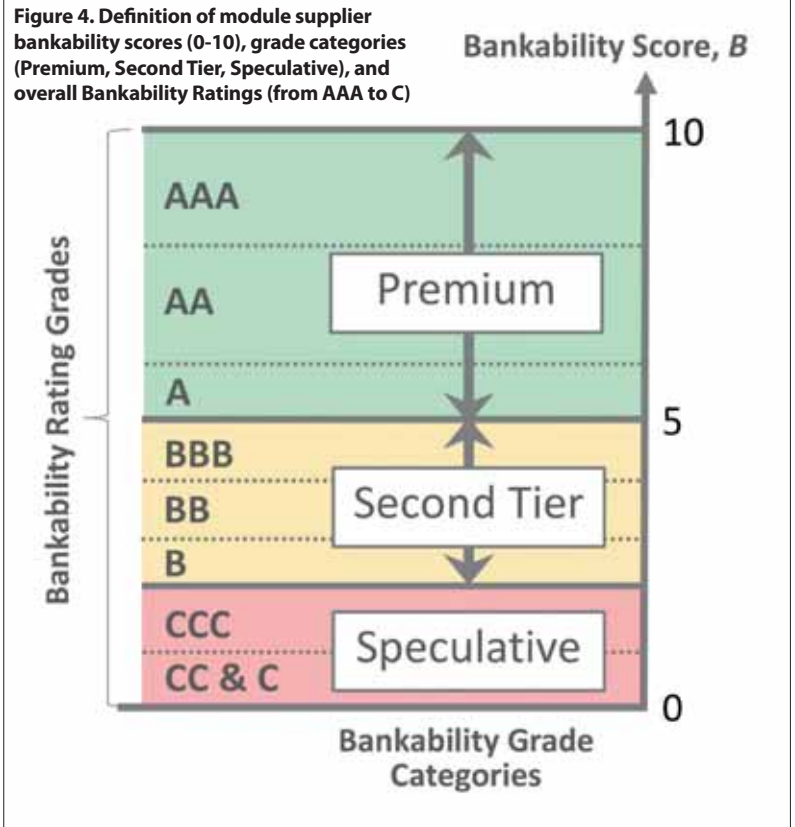 Figure 4. Definition of module supplier
bankability scores (0-10), grade categories
(Premium, Second Tier, Speculative), and
overall Bankability Ratings (from AAA to C)
Bankability Score, B
10
AAA
Premium
AA
A
5
BBB
Second Tier
BB
B
CCC
Speculative
CC & C
0
Bankability Rating Grades
Bankability Grade
Categories